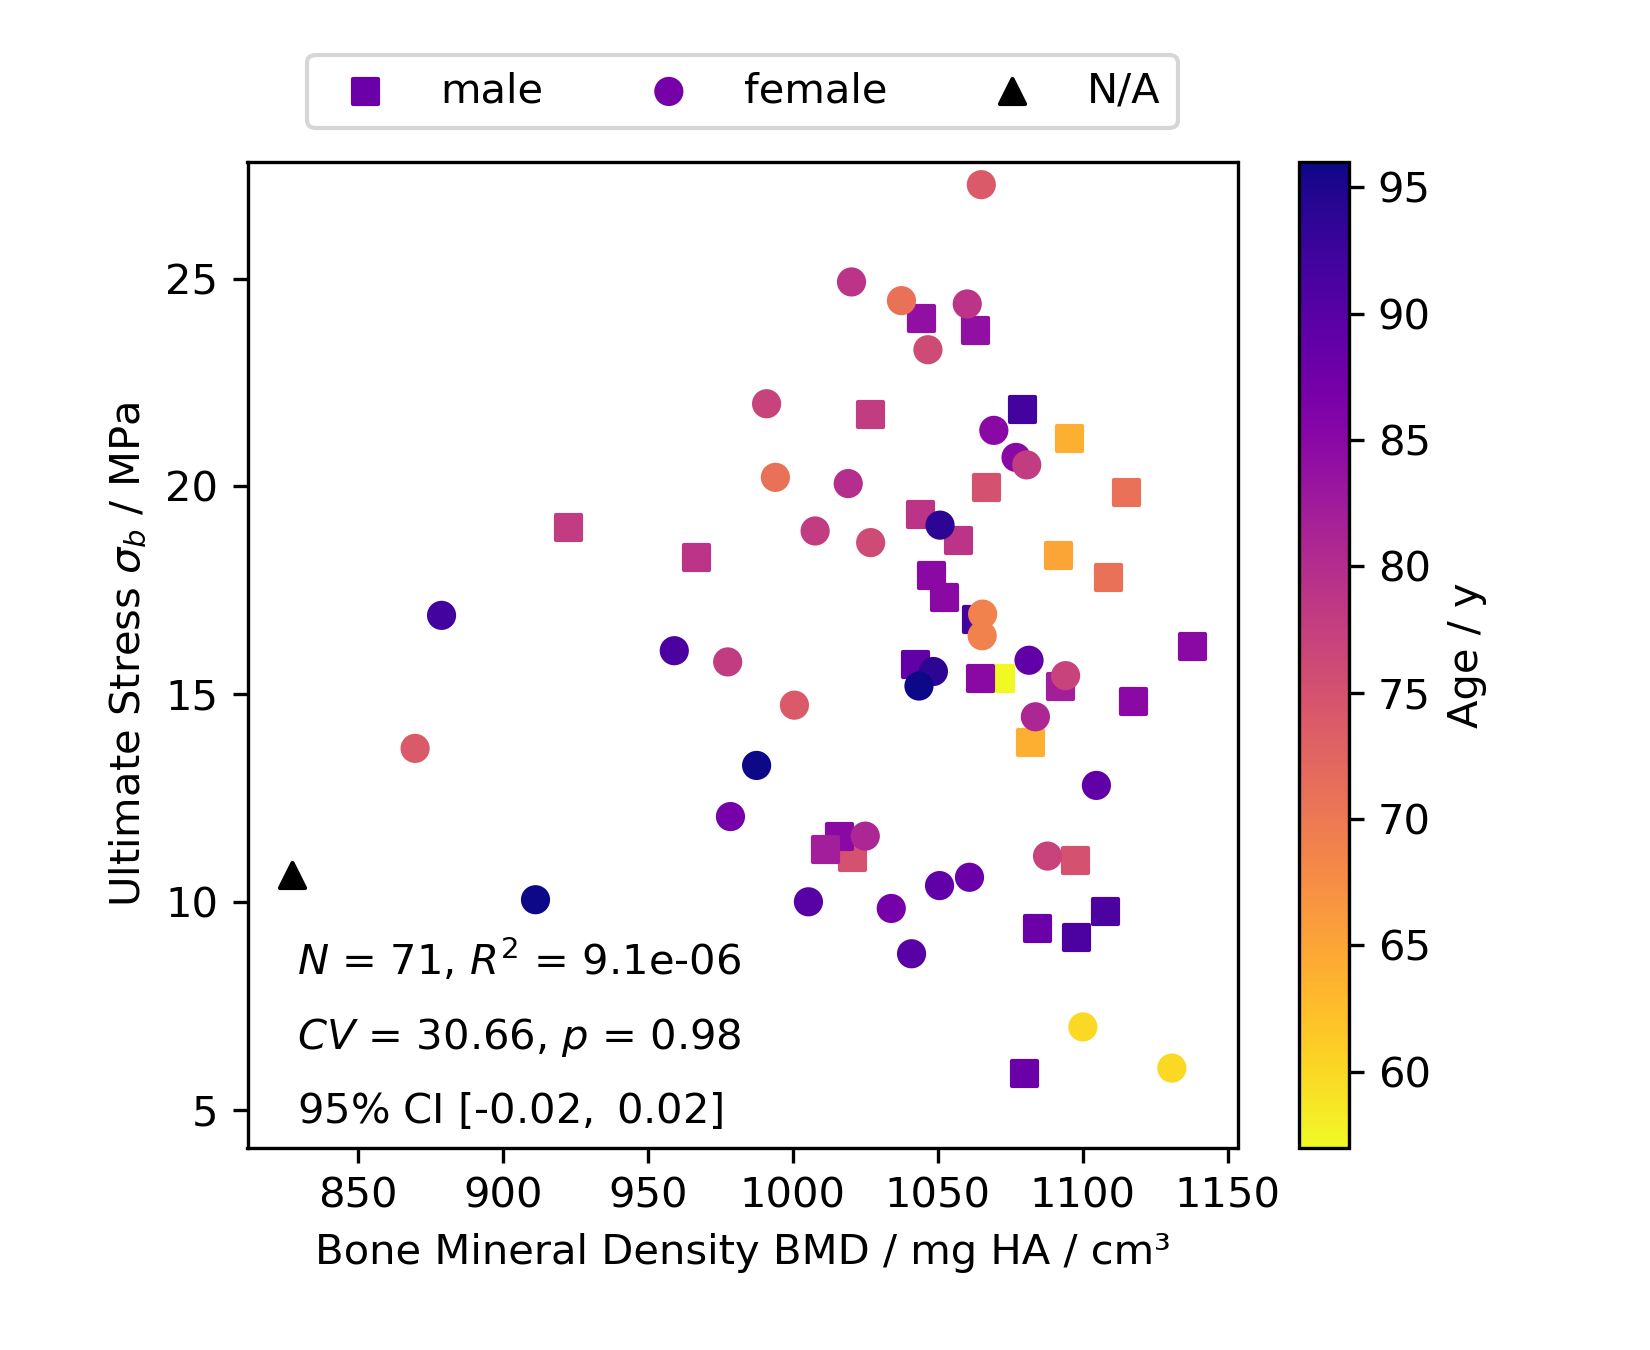 male female N/A
25
20
15
10
5
Ultimate Stress σb / MPa
N = 71, R² = 9.1e-06
CV = 30.66, p = 0.98
95% CI [-0.02, 0.02]
850 900 950 1000 1050 1100 1150
Bone Mineral Density BMD / mg HA / cm³
95
90
85
80
75
70
65
60
Age / y